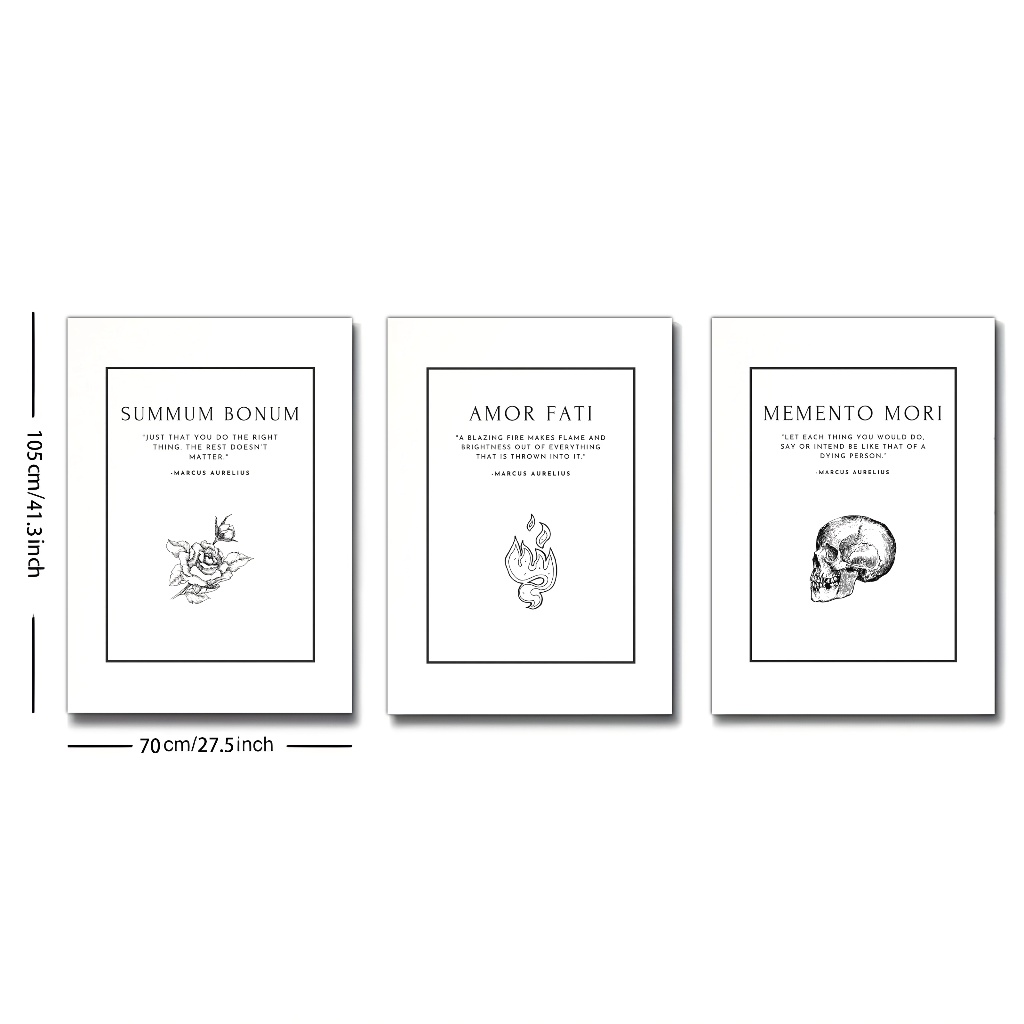 SUMMUM BONUM
"JUST THAT YOU DO THE RIGHT
THING. THE REST DOESN'T
MATTER."
-MARCUS AURELIUS
AMOR FATI
"A BLAZING FIRE MAKES FLAME AND
BRIGHTNESS OUT OF EVERYTHING
THAT IS THROWN INTO IT."
-MARCUS AURELIUS
MEMENTO MORI
"LET EACH THING YOU WOULD DO,
SAY OR INTEND BE LIKE THAT OF A
DYING PERSON."
-MARCUS AURELIUS
105cm/41.3inch
70cm/27.5inch